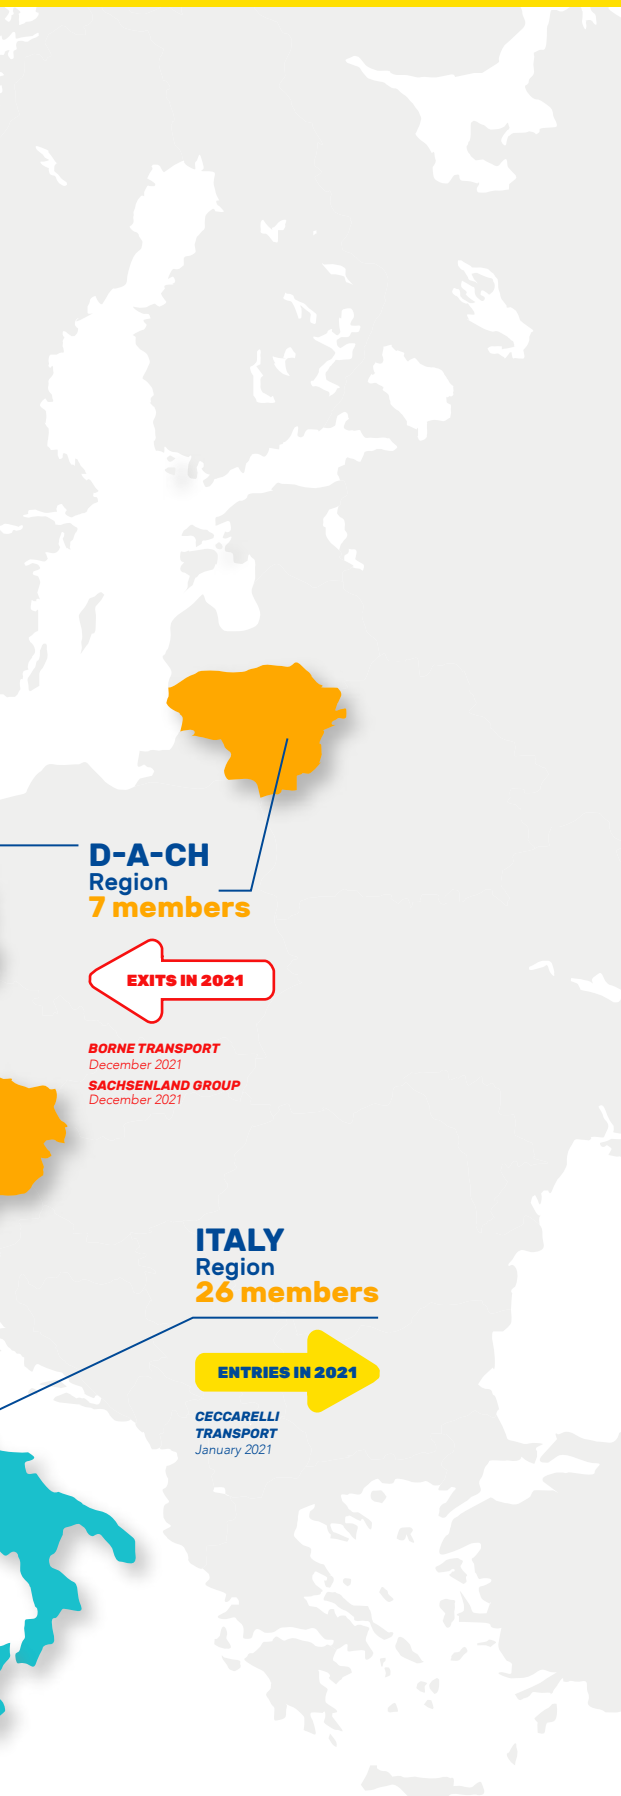 D-A-CH
Region
7 members
EXITS IN 2021
BORNE TRANSPORT
December 2021
SACHSENLAND GROUP
December 2021
ITALY
Region
26 members
ENTRIES IN 2021
CECCARELLI
TRANSPORT
January 2021